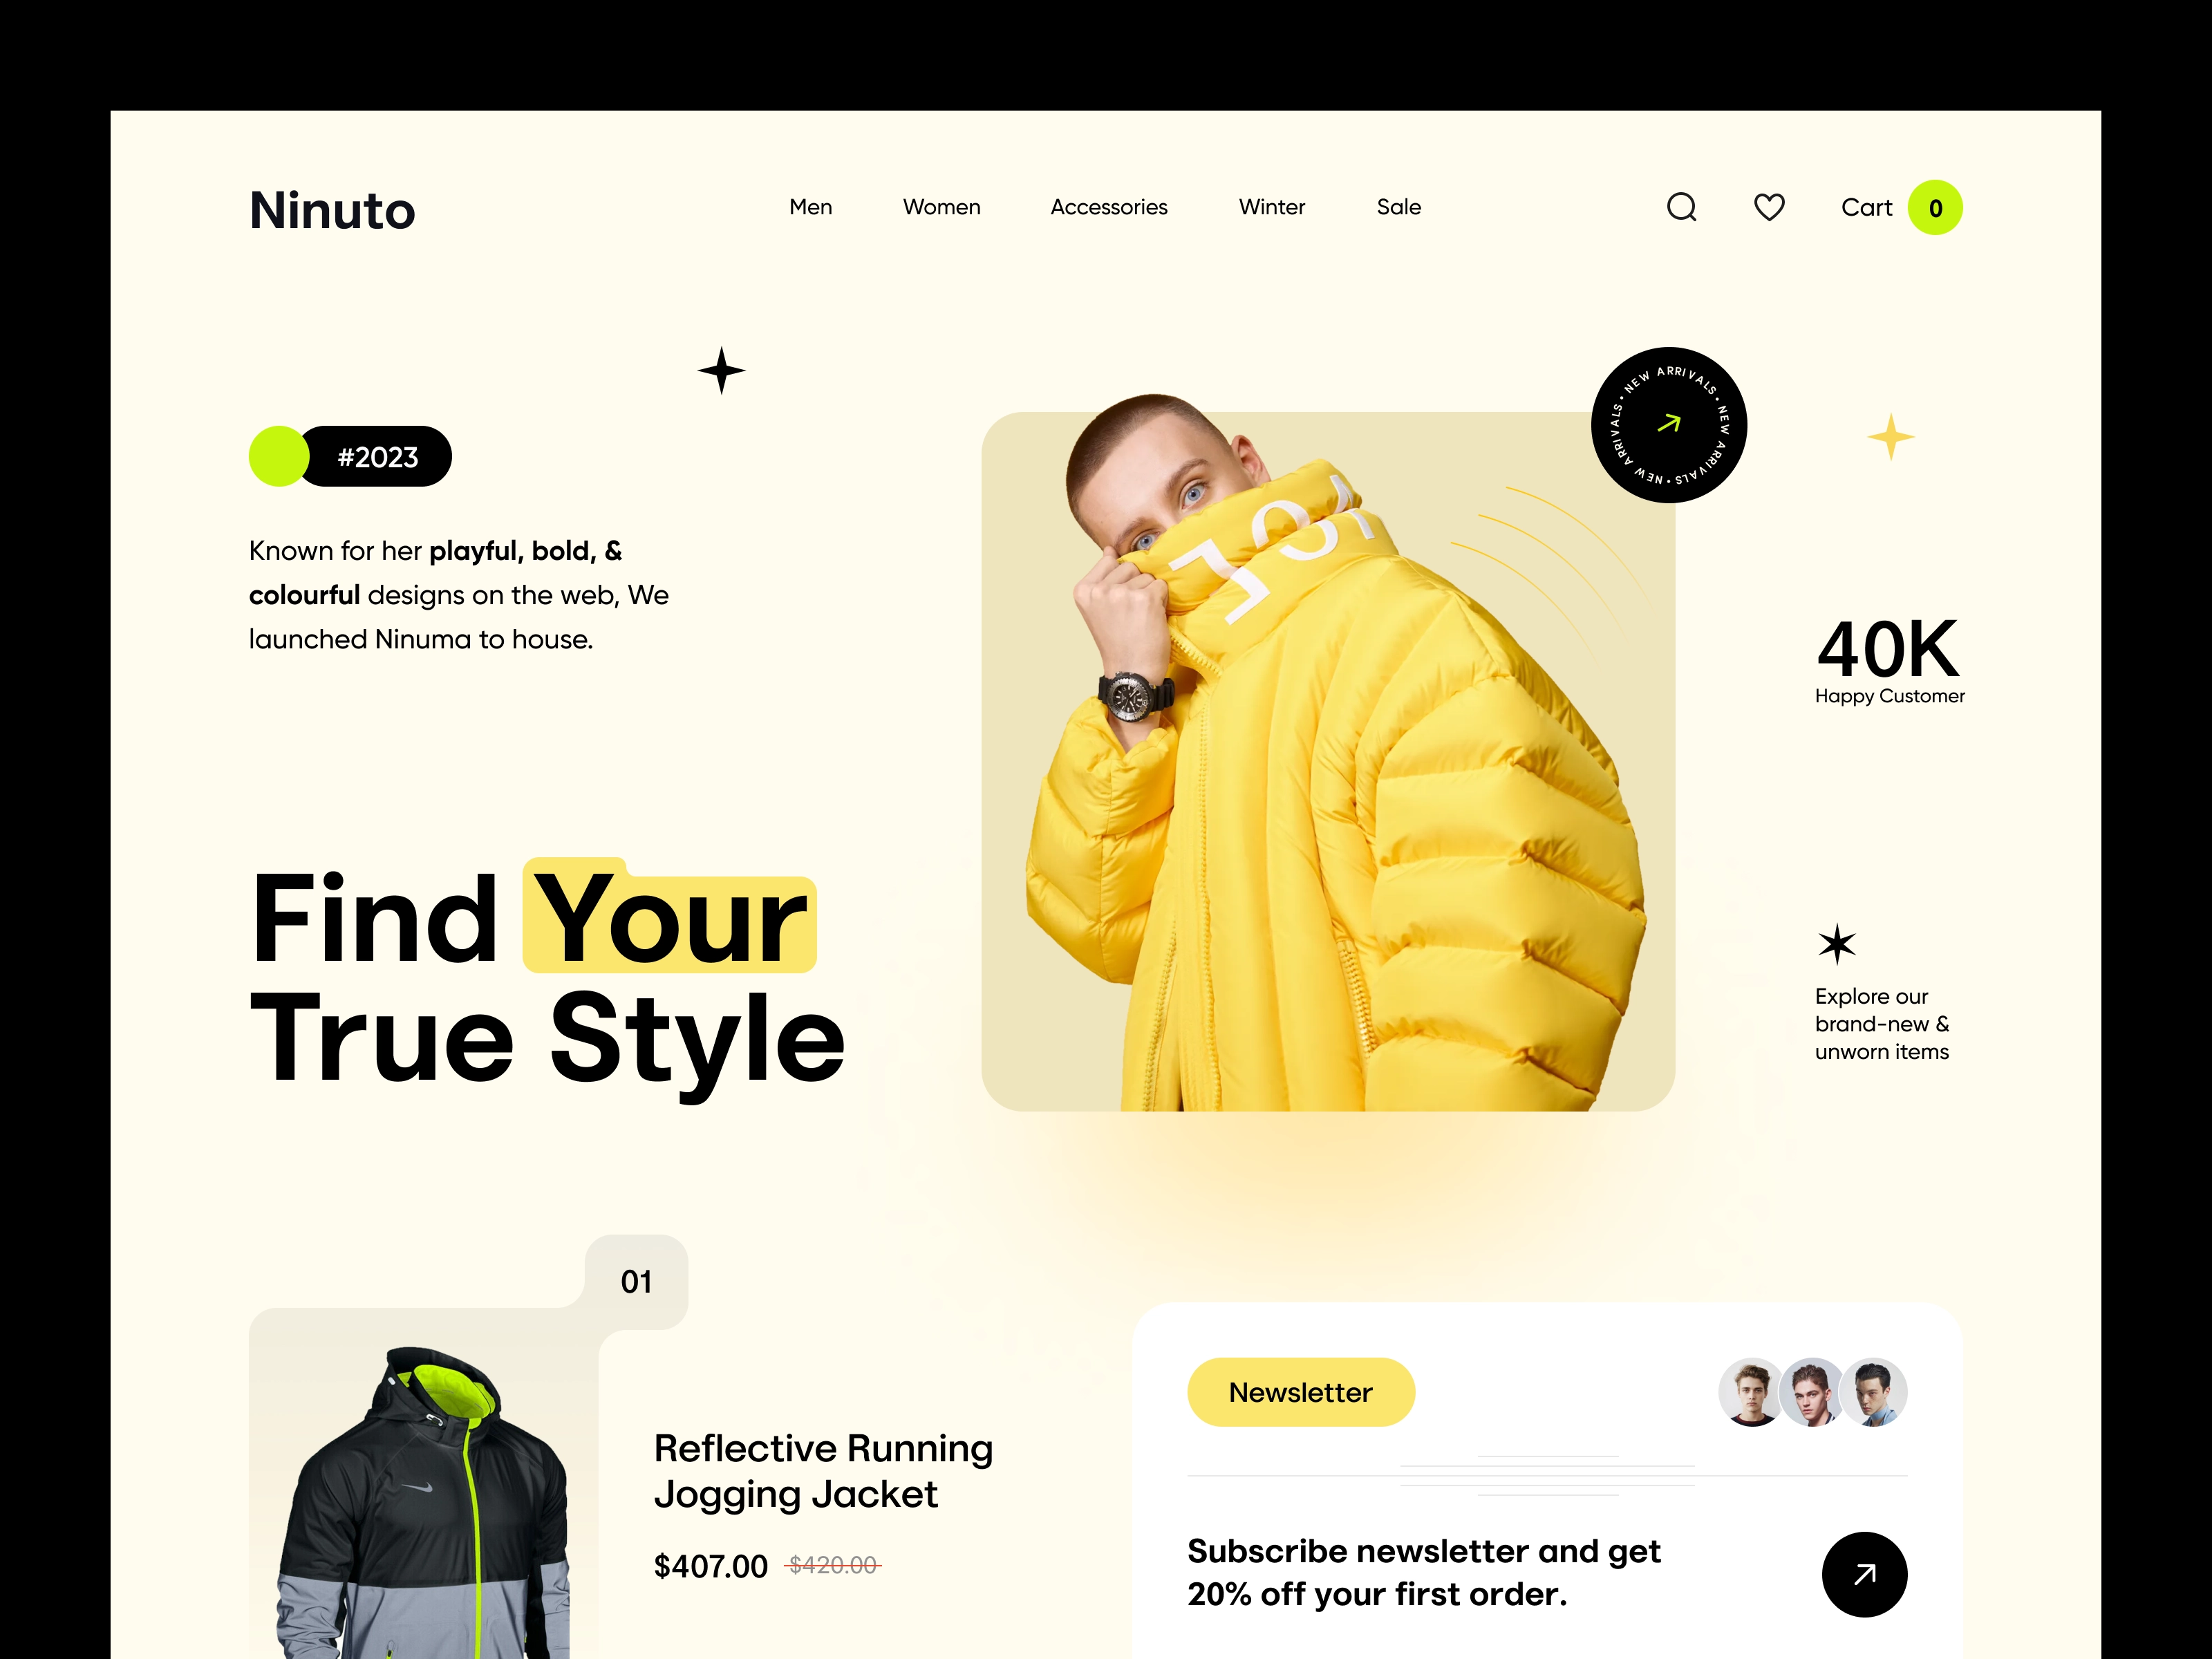 Ninuto
Men
Women
Accessories
Winter
Sale
Cart
0
#2023
Known for her playful, bold, &
colourful designs on the web, We
launched Ninuma to house.
• NEW ARRIVALS • NEW ARRIVALS • NEW ARRIVALS
40K
Happy Customer
Find Your
True Style
Explore our
brand-new &
unworn items
01
Reflective Running
Jogging Jacket
$407.00
$420.00
Newsletter
Subscribe newsletter and get
20% off your first order.